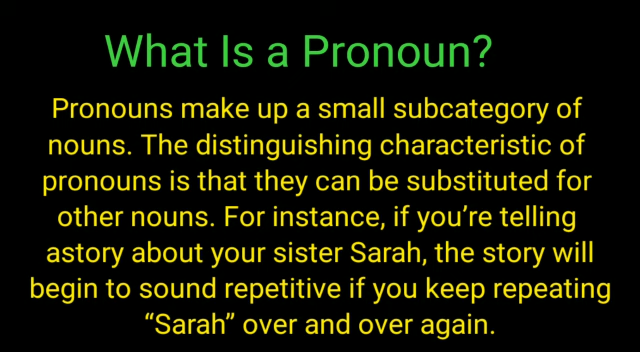 What Is a Pronoun?
Pronouns make up a small subcategory of
nouns. The distinguishing characteristic of
pronouns is that they can be substituted for
other nouns. For instance, if you’re telling
astory about your sister Sarah, the story will
begin to sound repetitive if you keep repeating
“Sarah” over and over again.